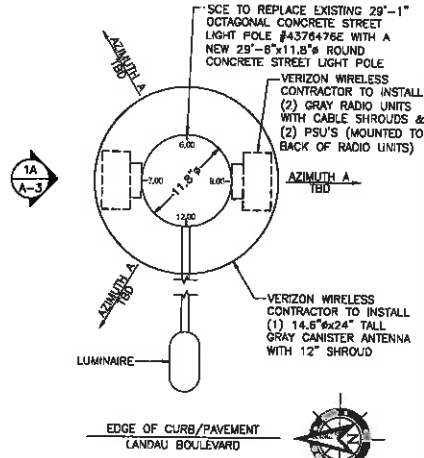 SCE TO REPLACE EXISTING 29'-1"
OCTAGONAL CONCRETE STREET
LIGHT POLE #4376476E WITH A
NEW 29'-6"x11.8"ø ROUND
CONCRETE STREET LIGHT POLE
AZIMUTH A
TBD
VERIZON WIRELESS
CONTRACTOR TO INSTALL
(2) GRAY RADIO UNITS
WITH CABLE SHROUDS &
(2) PSU'S (MOUNTED TO
BACK OF RADIO UNITS)
6.00
1A
A-3
3.00
11.8"ø
9.00
AZIMUTH A
TBD
12.00
AZIMUTH A
TBD
VERIZON WIRELESS
CONTRACTOR TO INSTALL
(1) 14.6"øx24" TALL
GRAY CANISTER ANTENNA
WITH 12" SHROUD
LUMINAIRE
EDGE OF CURB/PAVEMENT
LANDAU BOULEVARD
N